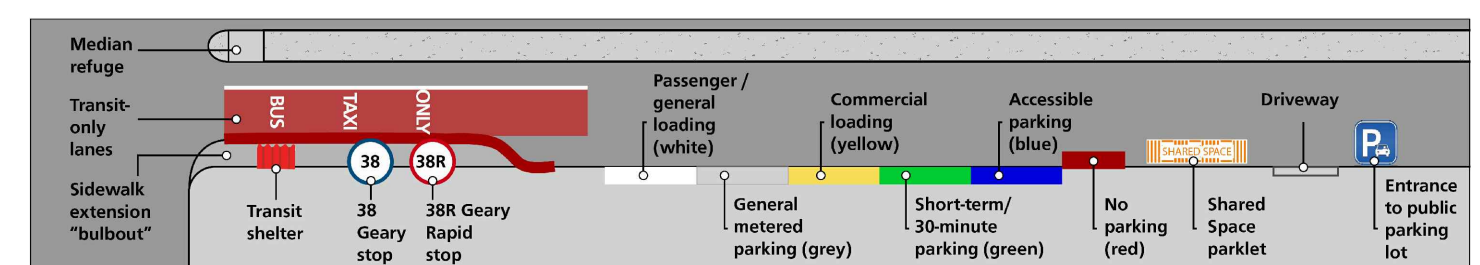 Median
refuge
Transit-
only
lanes
Sidewalk
extension
“bulbout”
BUS
TAXI
ONLY
38
38R
Transit
shelter
38
Geary
stop
38R Geary
Rapid
stop
Passenger /
general
loading
(white)
General
metered
parking (grey)
Commercial
loading
(yellow)
Short-term/
30-minute
parking (green)
Accessible
parking
(blue)
No
parking
(red)
SHARED SPACE
Shared
Space
parklet
Driveway
P
Entrance
to public
parking
lot